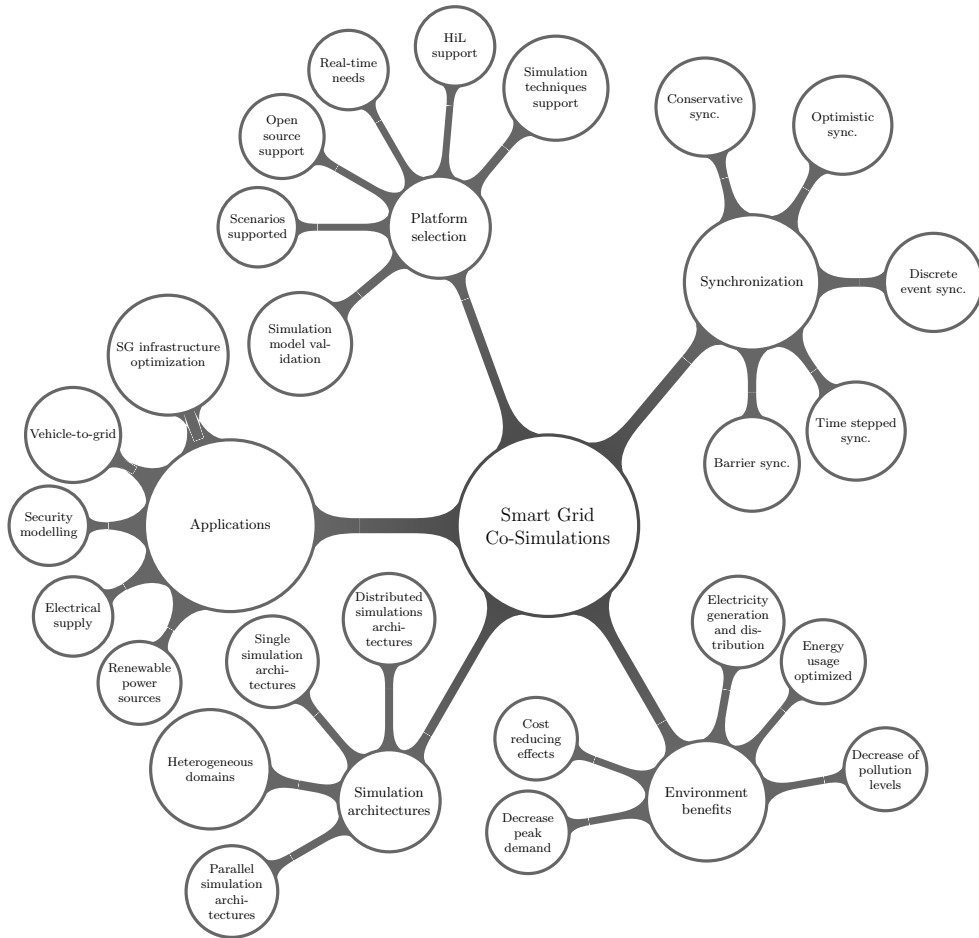 HiL
support
Real-time
needs
Simulation
techniques
support
Open
source
support
Scenarios
supported
Platform
selection
Simulation
model val-
idation
Conservative
sync.
Optimistic
sync.
Synchronization
Discrete
event sync.
Time stepped
sync.
Barrier sync.
SG infrastructure
optimization
Vehicle-to-grid
Security
modelling
Applications
Electrical
supply
Renewable
power
sources
Smart Grid
Co-Simulations
Distributed
simulations
archi-
tectures
Single
simulation
archi-
tectures
Heterogeneous
domains
Simulation
architectures
Parallel
simulation
archi-
tectures
Electricity
generation
and dis-
tribution
Energy
usage
optimized
Cost
reducing
effects
Decrease of
pollution
levels
Environment
benefits
Decrease
peak
demand